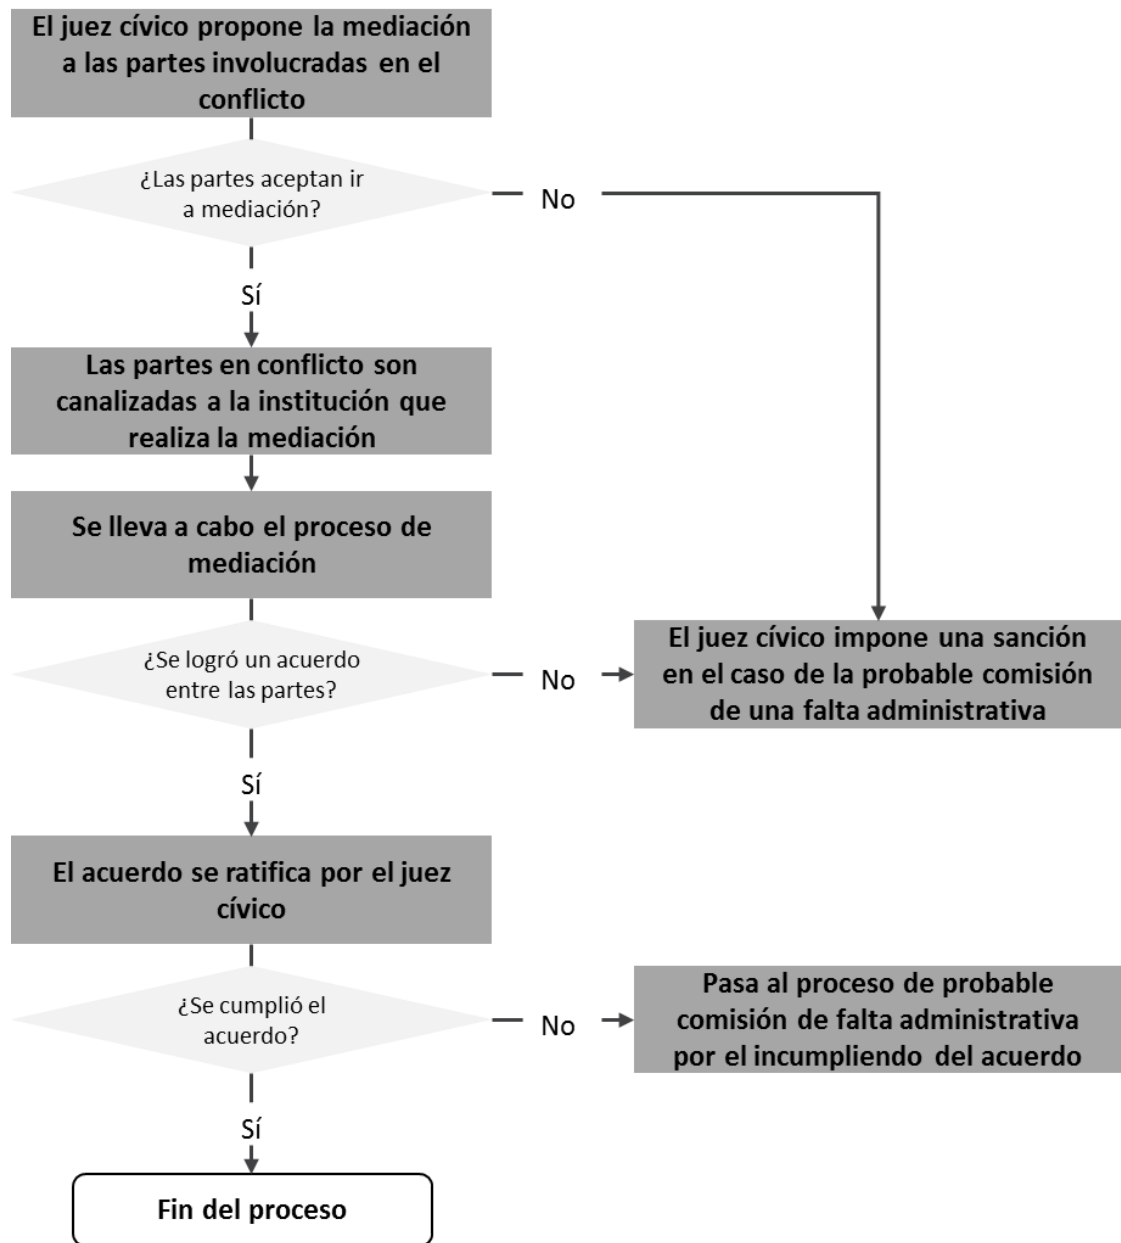 El juez cívico propone la mediación
a las partes involucradas en el
conflicto
¿Las partes aceptan ir
a mediación?
No
Sí
Las partes en conflicto son
canalizadas a la institución que
realiza la mediación
Se lleva a cabo el proceso de
mediación
¿Se logró un acuerdo
entre las partes?
No
El juez cívico impone una sanción
en el caso de la probable comisión
de una falta administrativa
Sí
El acuerdo se ratifica por el juez
cívico
¿Se cumplió el
acuerdo?
No
Pasa al proceso de probable
comisión de falta administrativa
por el incumpliendo del acuerdo
Sí
Fin del proceso